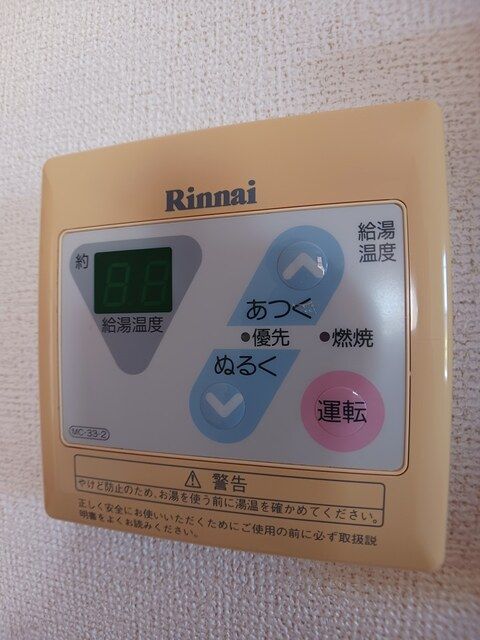 Rinnai
約
給湯温度
給湯
温度
あつく
優先
燃焼
ぬるく
運転
MC-33-2
警告
やけど防止のため、お湯を使う前に湯温を確かめてください。
正しく安全にお使いいただくためにご使用の前に必ず取扱説
明書をよくお読みください。